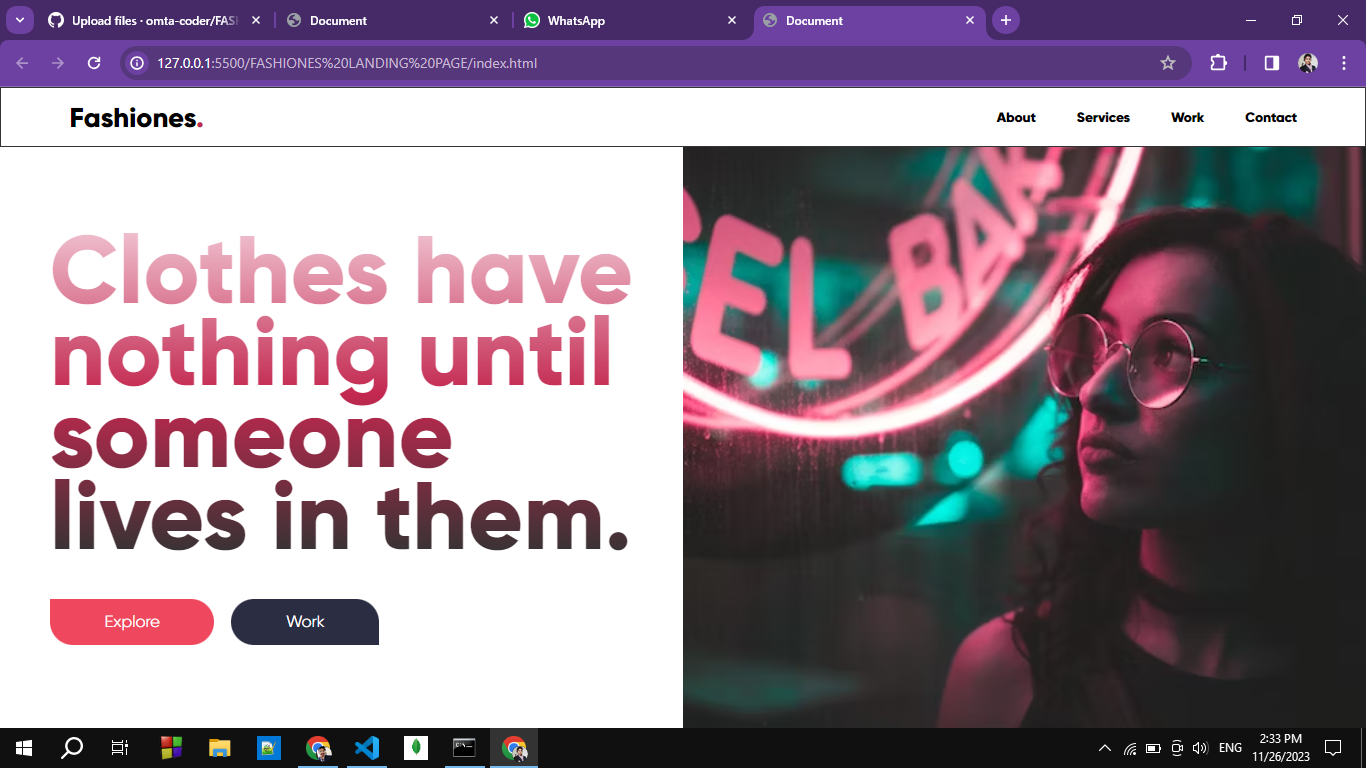 Upload files · omta-coder/FASH
Document
WhatsApp
Document
127.0.0.1:5500/FASHIONES%20LANDING%20PAGE/index.html
Fashiones.
About Services Work Contact
Clothes have
nothing until
someone
lives in them.
Explore Work
EL BAR
ENG
2:33 PM
11/26/2023